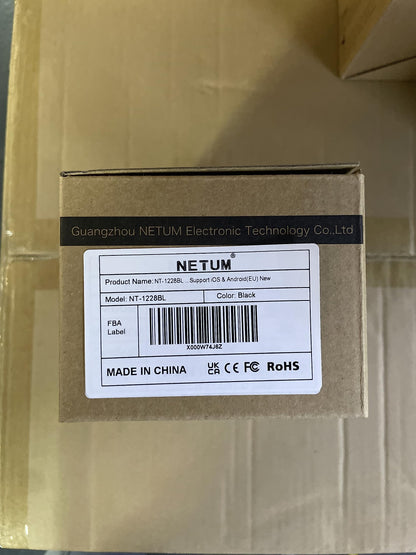 Guangzhou NETUM Electronic Technology Co.,Ltd
NETUM®
Product Name: NT-1228BL ...Support iOS & Android(EU) New
Model: NT-1228BL
Color: Black
FBA
Label
X000W74J8Z
MADE IN CHINA UK CA CE FC RoHS